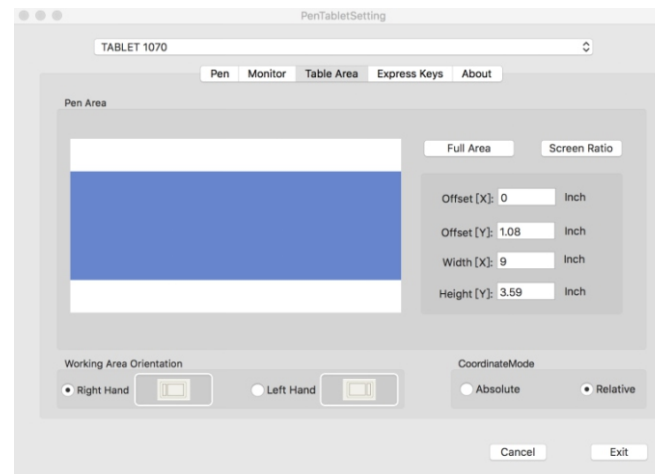 PenTabletSetting
TABLET 1070
Pen Monitor Table Area Express Keys About
Pen Area
Full Area Screen Ratio
Offset [X]: 0 Inch
Offset [Y]: 1.08 Inch
Width [X]: 9 Inch
Height [Y]: 3.59 Inch
Working Area Orientation
Right Hand Left Hand
CoordinateMode
Absolute Relative
Cancel Exit